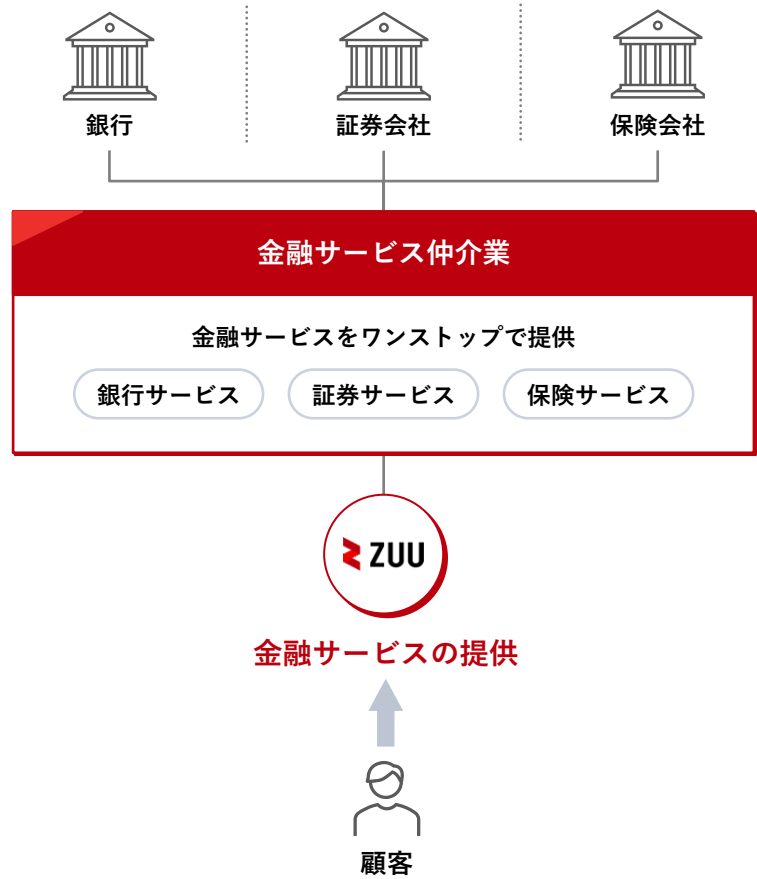 銀行
証券会社
保険会社
金融サービス仲介業
金融サービスをワンストップで提供
銀行サービス
証券サービス
保険サービス
ZUU
金融サービスの提供
顧客